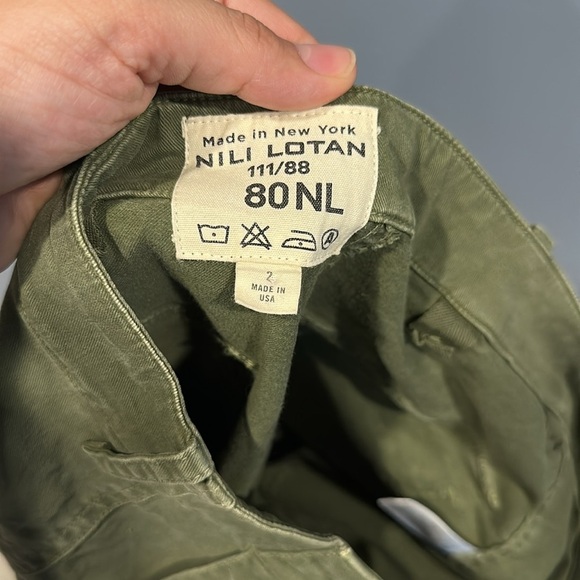 Made in New York
NILI LOTAN
111/88
80NL
A
2
MADE IN
USA